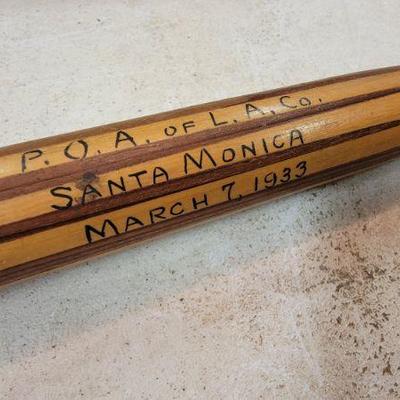 P.O.A. OF L.A. CO.
SANTA MONICA
MARCH 7, 1933